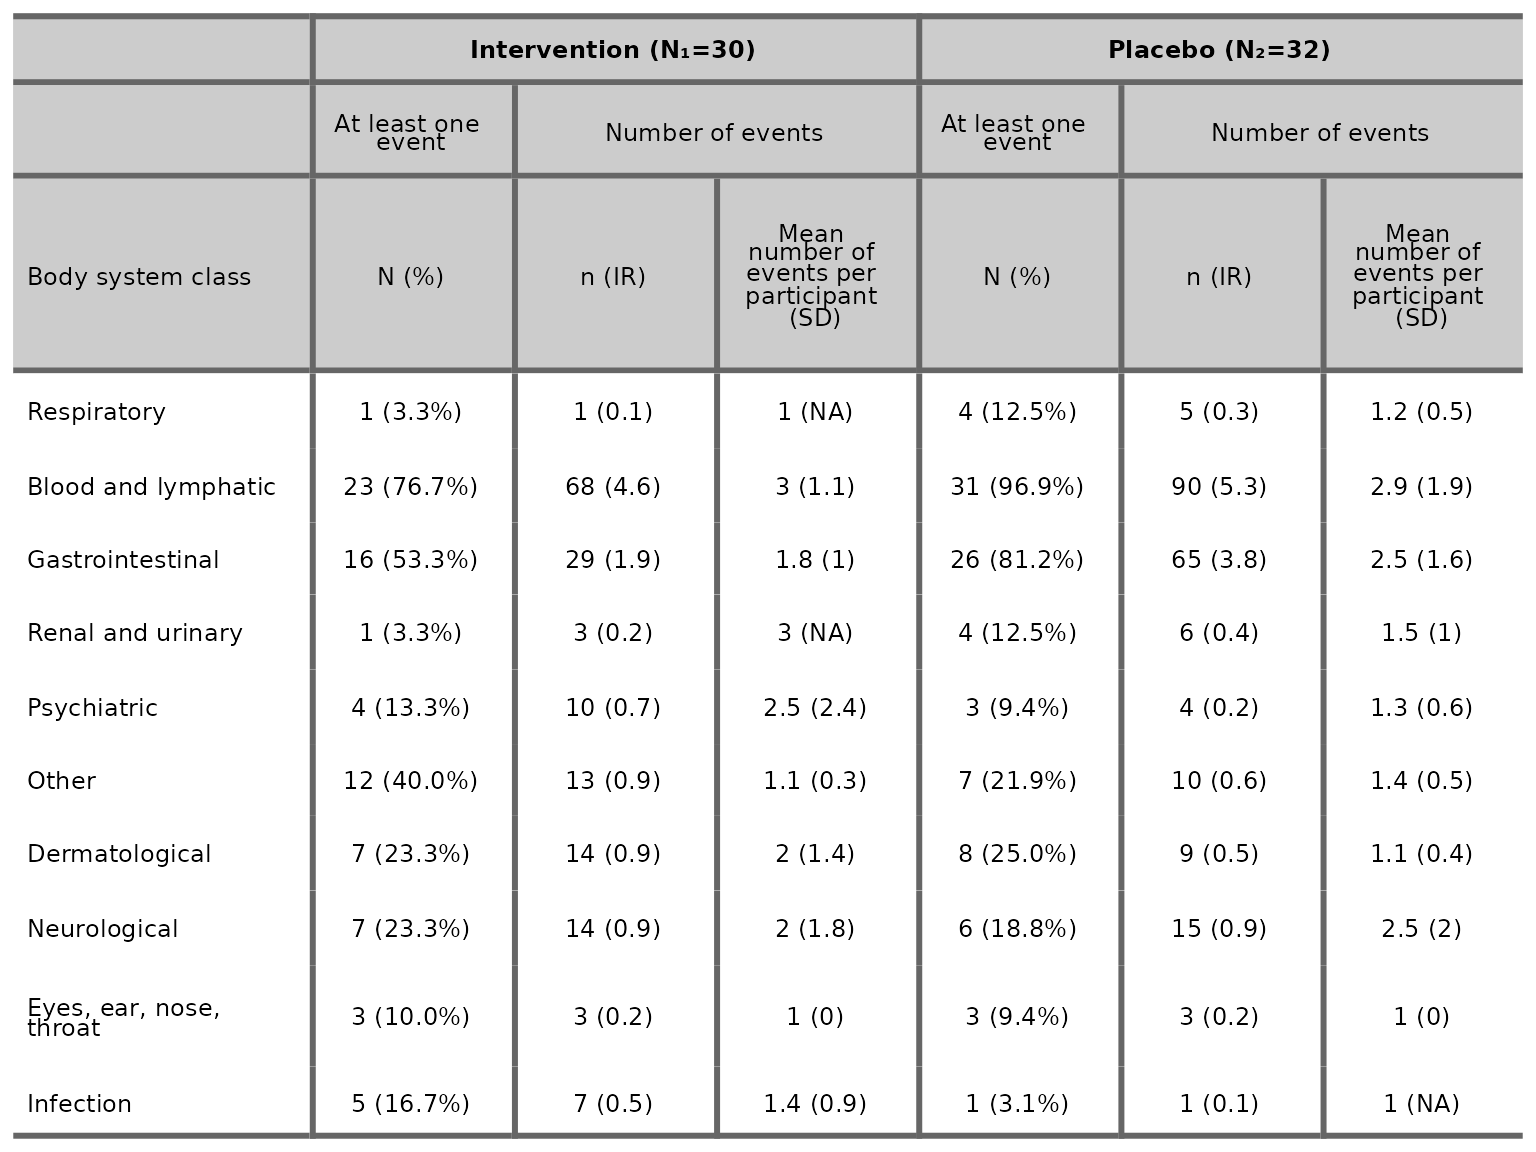 Intervention (N₁=30) Placebo (N₂=32)
At least one event Number of events At least one event Number of events
Body system class N (%) n (IR) Mean number of events per participant (SD) N (%) n (IR) Mean number of events per participant (SD)
Respiratory 1 (3.3%) 1 (0.1) 1 (NA) 4 (12.5%) 5 (0.3) 1.2 (0.5)
Blood and lymphatic 23 (76.7%) 68 (4.6) 3 (1.1) 31 (96.9%) 90 (5.3) 2.9 (1.9)
Gastrointestinal 16 (53.3%) 29 (1.9) 1.8 (1) 26 (81.2%) 65 (3.8) 2.5 (1.6)
Renal and urinary 1 (3.3%) 3 (0.2) 3 (NA) 4 (12.5%) 6 (0.4) 1.5 (1)
Psychiatric 4 (13.3%) 10 (0.7) 2.5 (2.4) 3 (9.4%) 4 (0.2) 1.3 (0.6)
Other 12 (40.0%) 13 (0.9) 1.1 (0.3) 7 (21.9%) 10 (0.6) 1.4 (0.5)
Dermatological 7 (23.3%) 14 (0.9) 2 (1.4) 8 (25.0%) 9 (0.5) 1.1 (0.4)
Neurological 7 (23.3%) 14 (0.9) 2 (1.8) 6 (18.8%) 15 (0.9) 2.5 (2)
Eyes, ear, nose, throat 3 (10.0%) 3 (0.2) 1 (0) 3 (9.4%) 3 (0.2) 1 (0)
Infection 5 (16.7%) 7 (0.5) 1.4 (0.9) 1 (3.1%) 1 (0.1) 1 (NA)